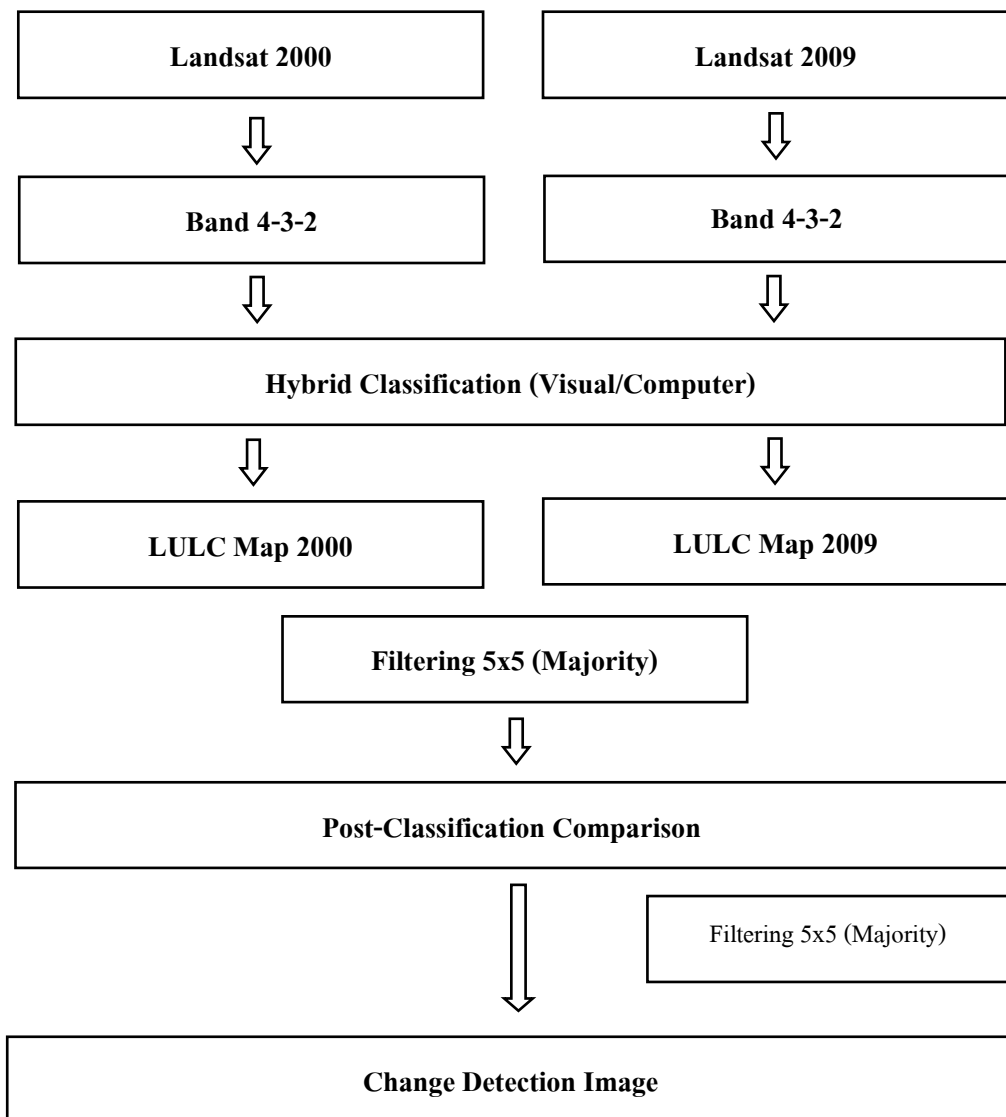 Landsat 2000
Landsat 2009
Band 4-3-2
Band 4-3-2
Hybrid Classification (Visual/Computer)
LULC Map 2000
LULC Map 2009
Filtering 5x5 (Majority)
Post-Classification Comparison
Filtering 5x5 (Majority)
Change Detection Image